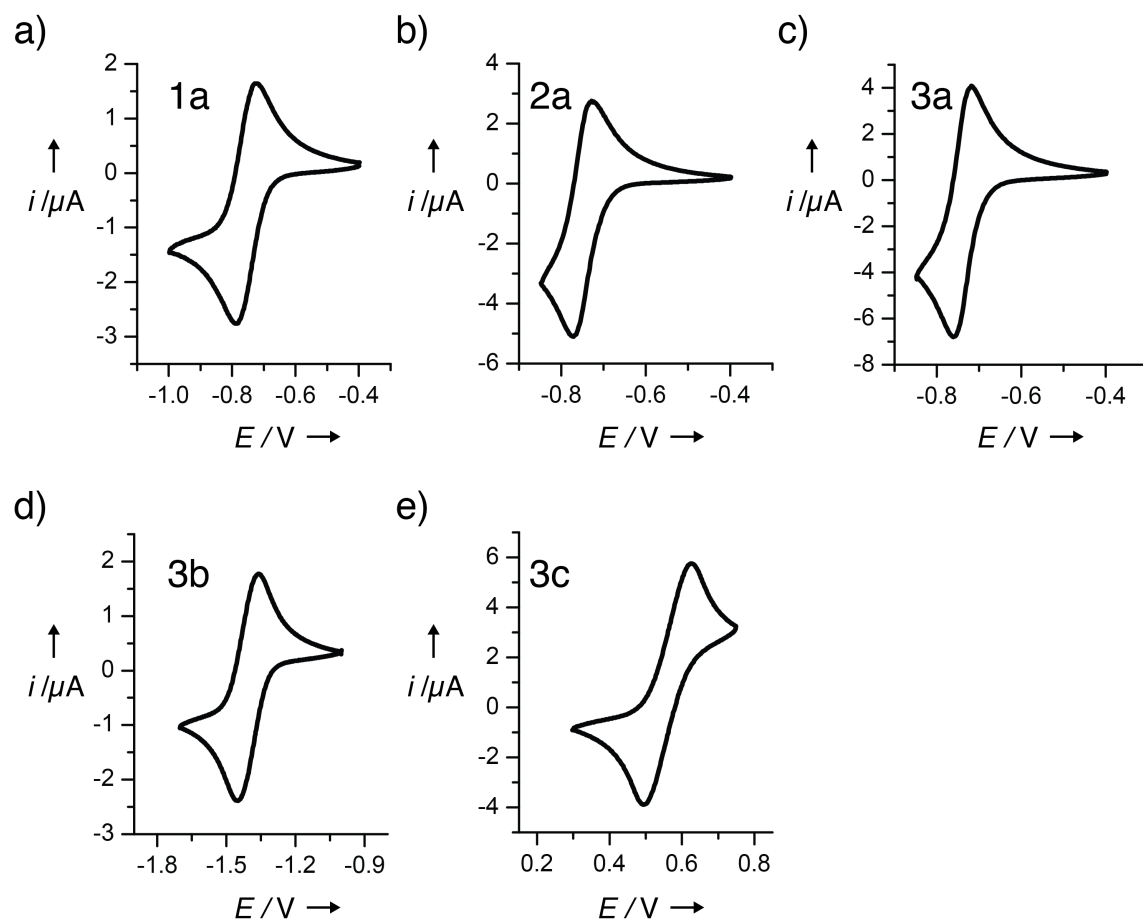 a)
1a
2
1
0
-1
-2
-3
i /µA
-1.0 -0.8 -0.6 -0.4
E / V
b)
2a
4
2
0
-2
-4
-6
i /µA
-0.8 -0.6 -0.4
E / V
c)
3a
4
2
0
-2
-4
-6
-8
i /µA
-0.8 -0.6 -0.4
E / V
d)
3b
2
1
0
-1
-2
-3
i /µA
-1.8 -1.5 -1.2 -0.9
E / V
e)
3c
6
4
2
0
-2
-4
i /µA
0.2 0.4 0.6 0.8
E / V